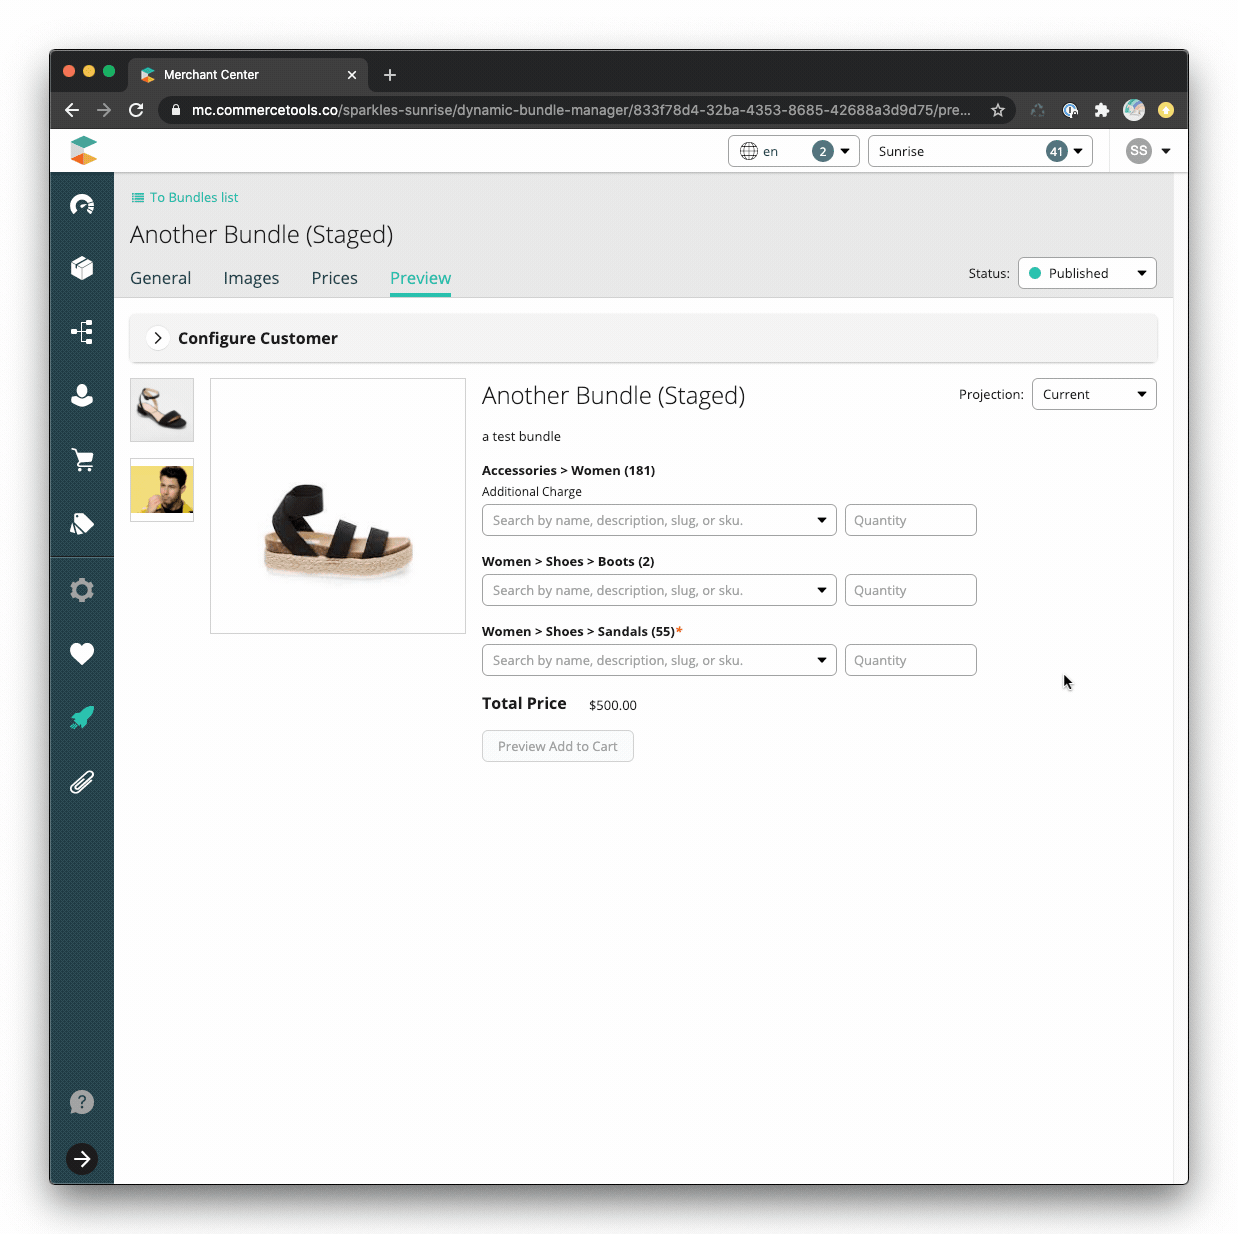 Merchant Center
mc.commercetools.co/sparkles-sunrise/dynamic-bundle-manager/833f78d4-32ba-4353-8685-42688a3d9d75/pre...
en 2 Sunrise 41 SS
To Bundles list
Another Bundle (Staged)
General Images Prices Preview Status: Published
Configure Customer
Another Bundle (Staged) Projection: Current
a test bundle
Accessories > Women (181)
Additional Charge
Search by name, description, slug, or sku. Quantity
Women > Shoes > Boots (2)
Search by name, description, slug, or sku. Quantity
Women > Shoes > Sandals (55)*
Search by name, description, slug, or sku. Quantity
Total Price $500.00
Preview Add to Cart
?